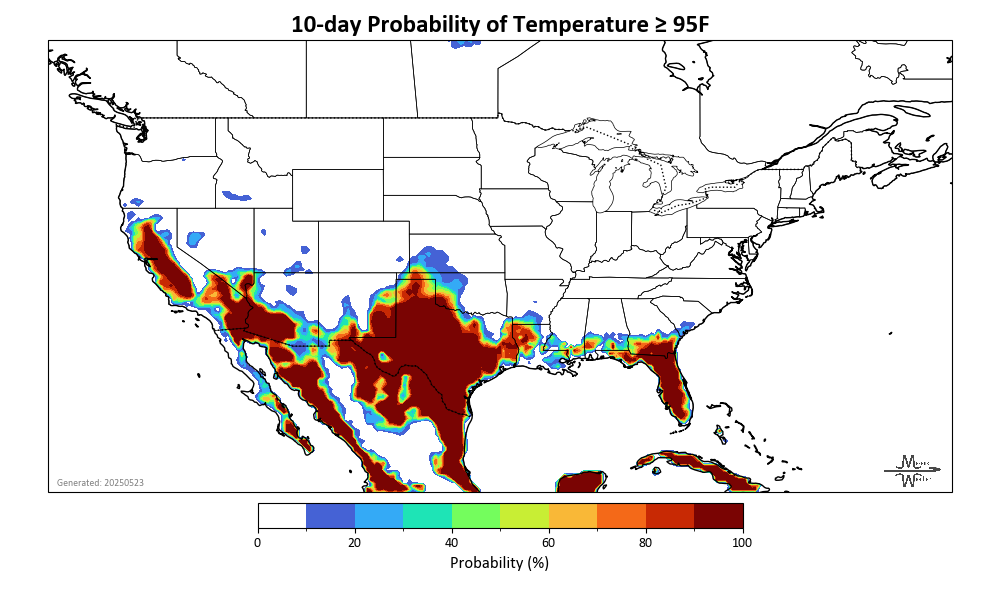 10-day Probability of Temperature ≥ 95F
Generated: 20250523
0 20 40 60 80 100
Probability (%)